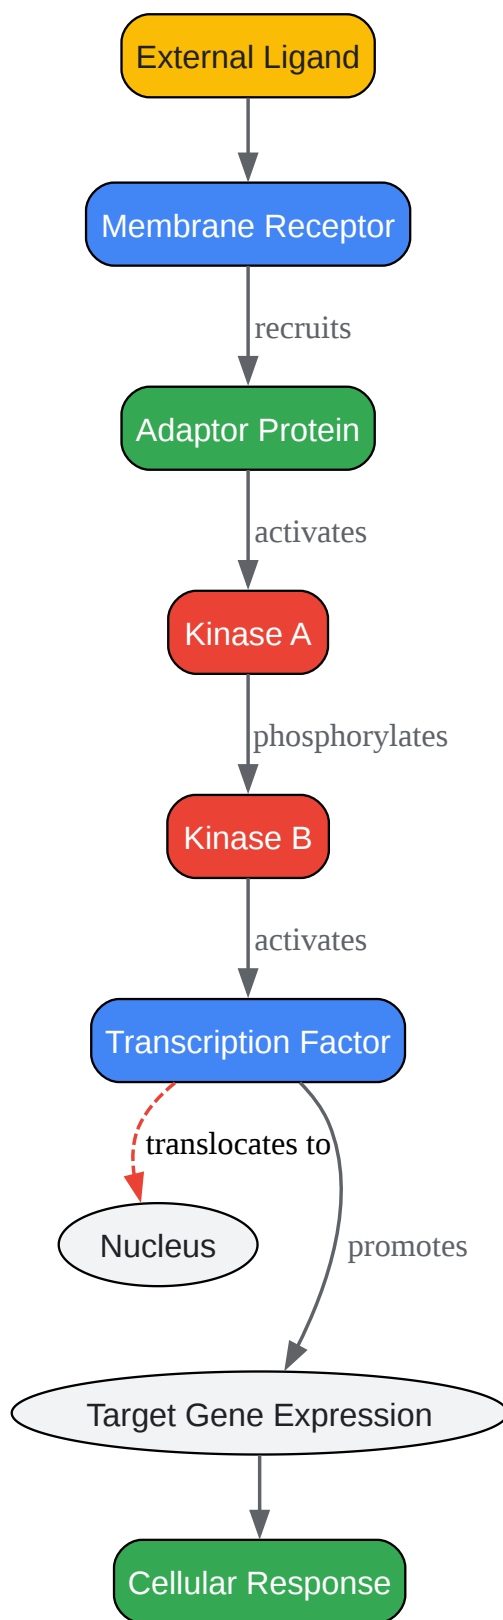 External Ligand
Membrane Receptor
recruits
Adaptor Protein
activates
Kinase A
phosphorylates
Kinase B
activates
Transcription Factor
translocates to
Nucleus
promotes
Target Gene Expression
Cellular Response